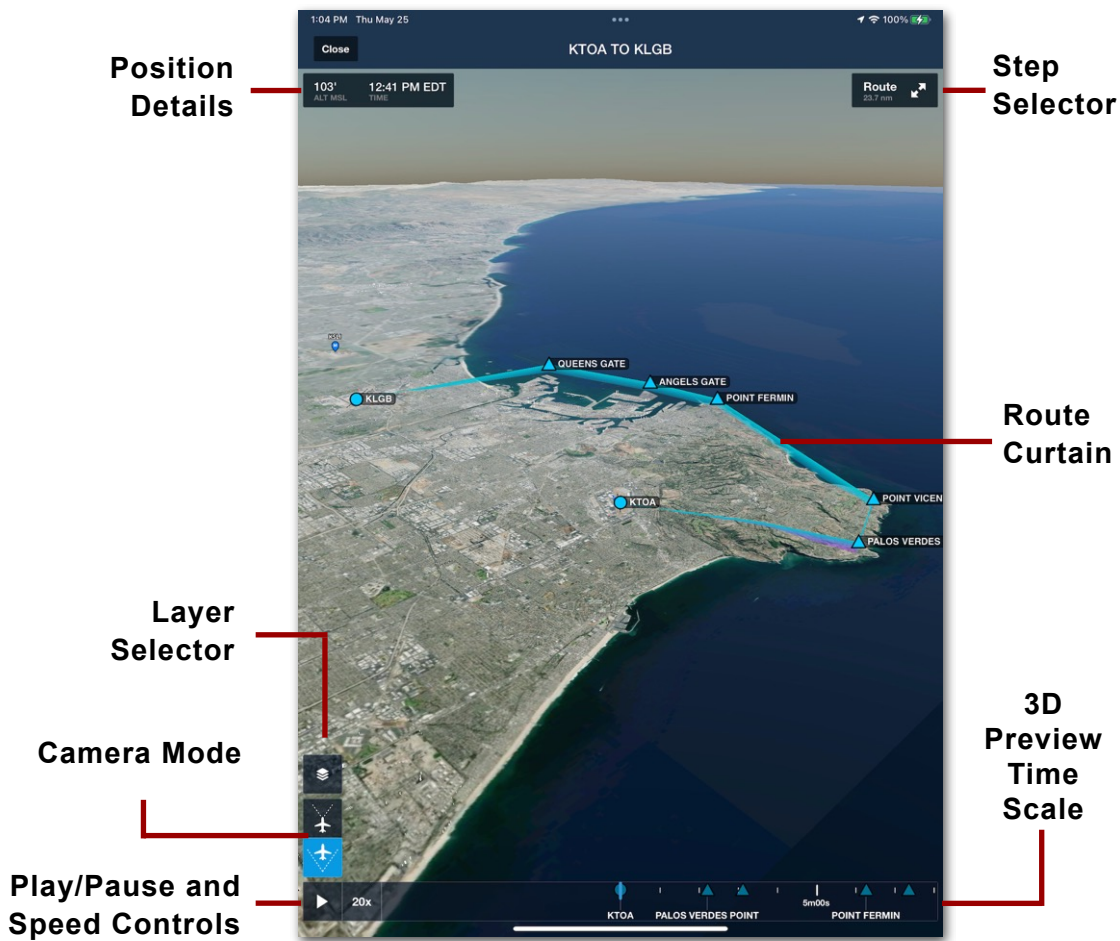 1:04 PM Thu May 25
100%
Close
KTOA TO KLGB
Position
Details
103'
ALT MSL
12:41 PM EDT
TIME
Route
23.7 nm
Step
Selector
QUEENS GATE
ANGELS GATE
KLGB
POINT FERMIN
Route
Curtain
POINT VICEN
KTOA
PALOS VERDES
Layer
Selector
3D
Preview
Time
Scale
Camera Mode
Play/Pause and
Speed Controls
20x
5m00s
KTOA
PALOS VERDES POINT
POINT FERMIN